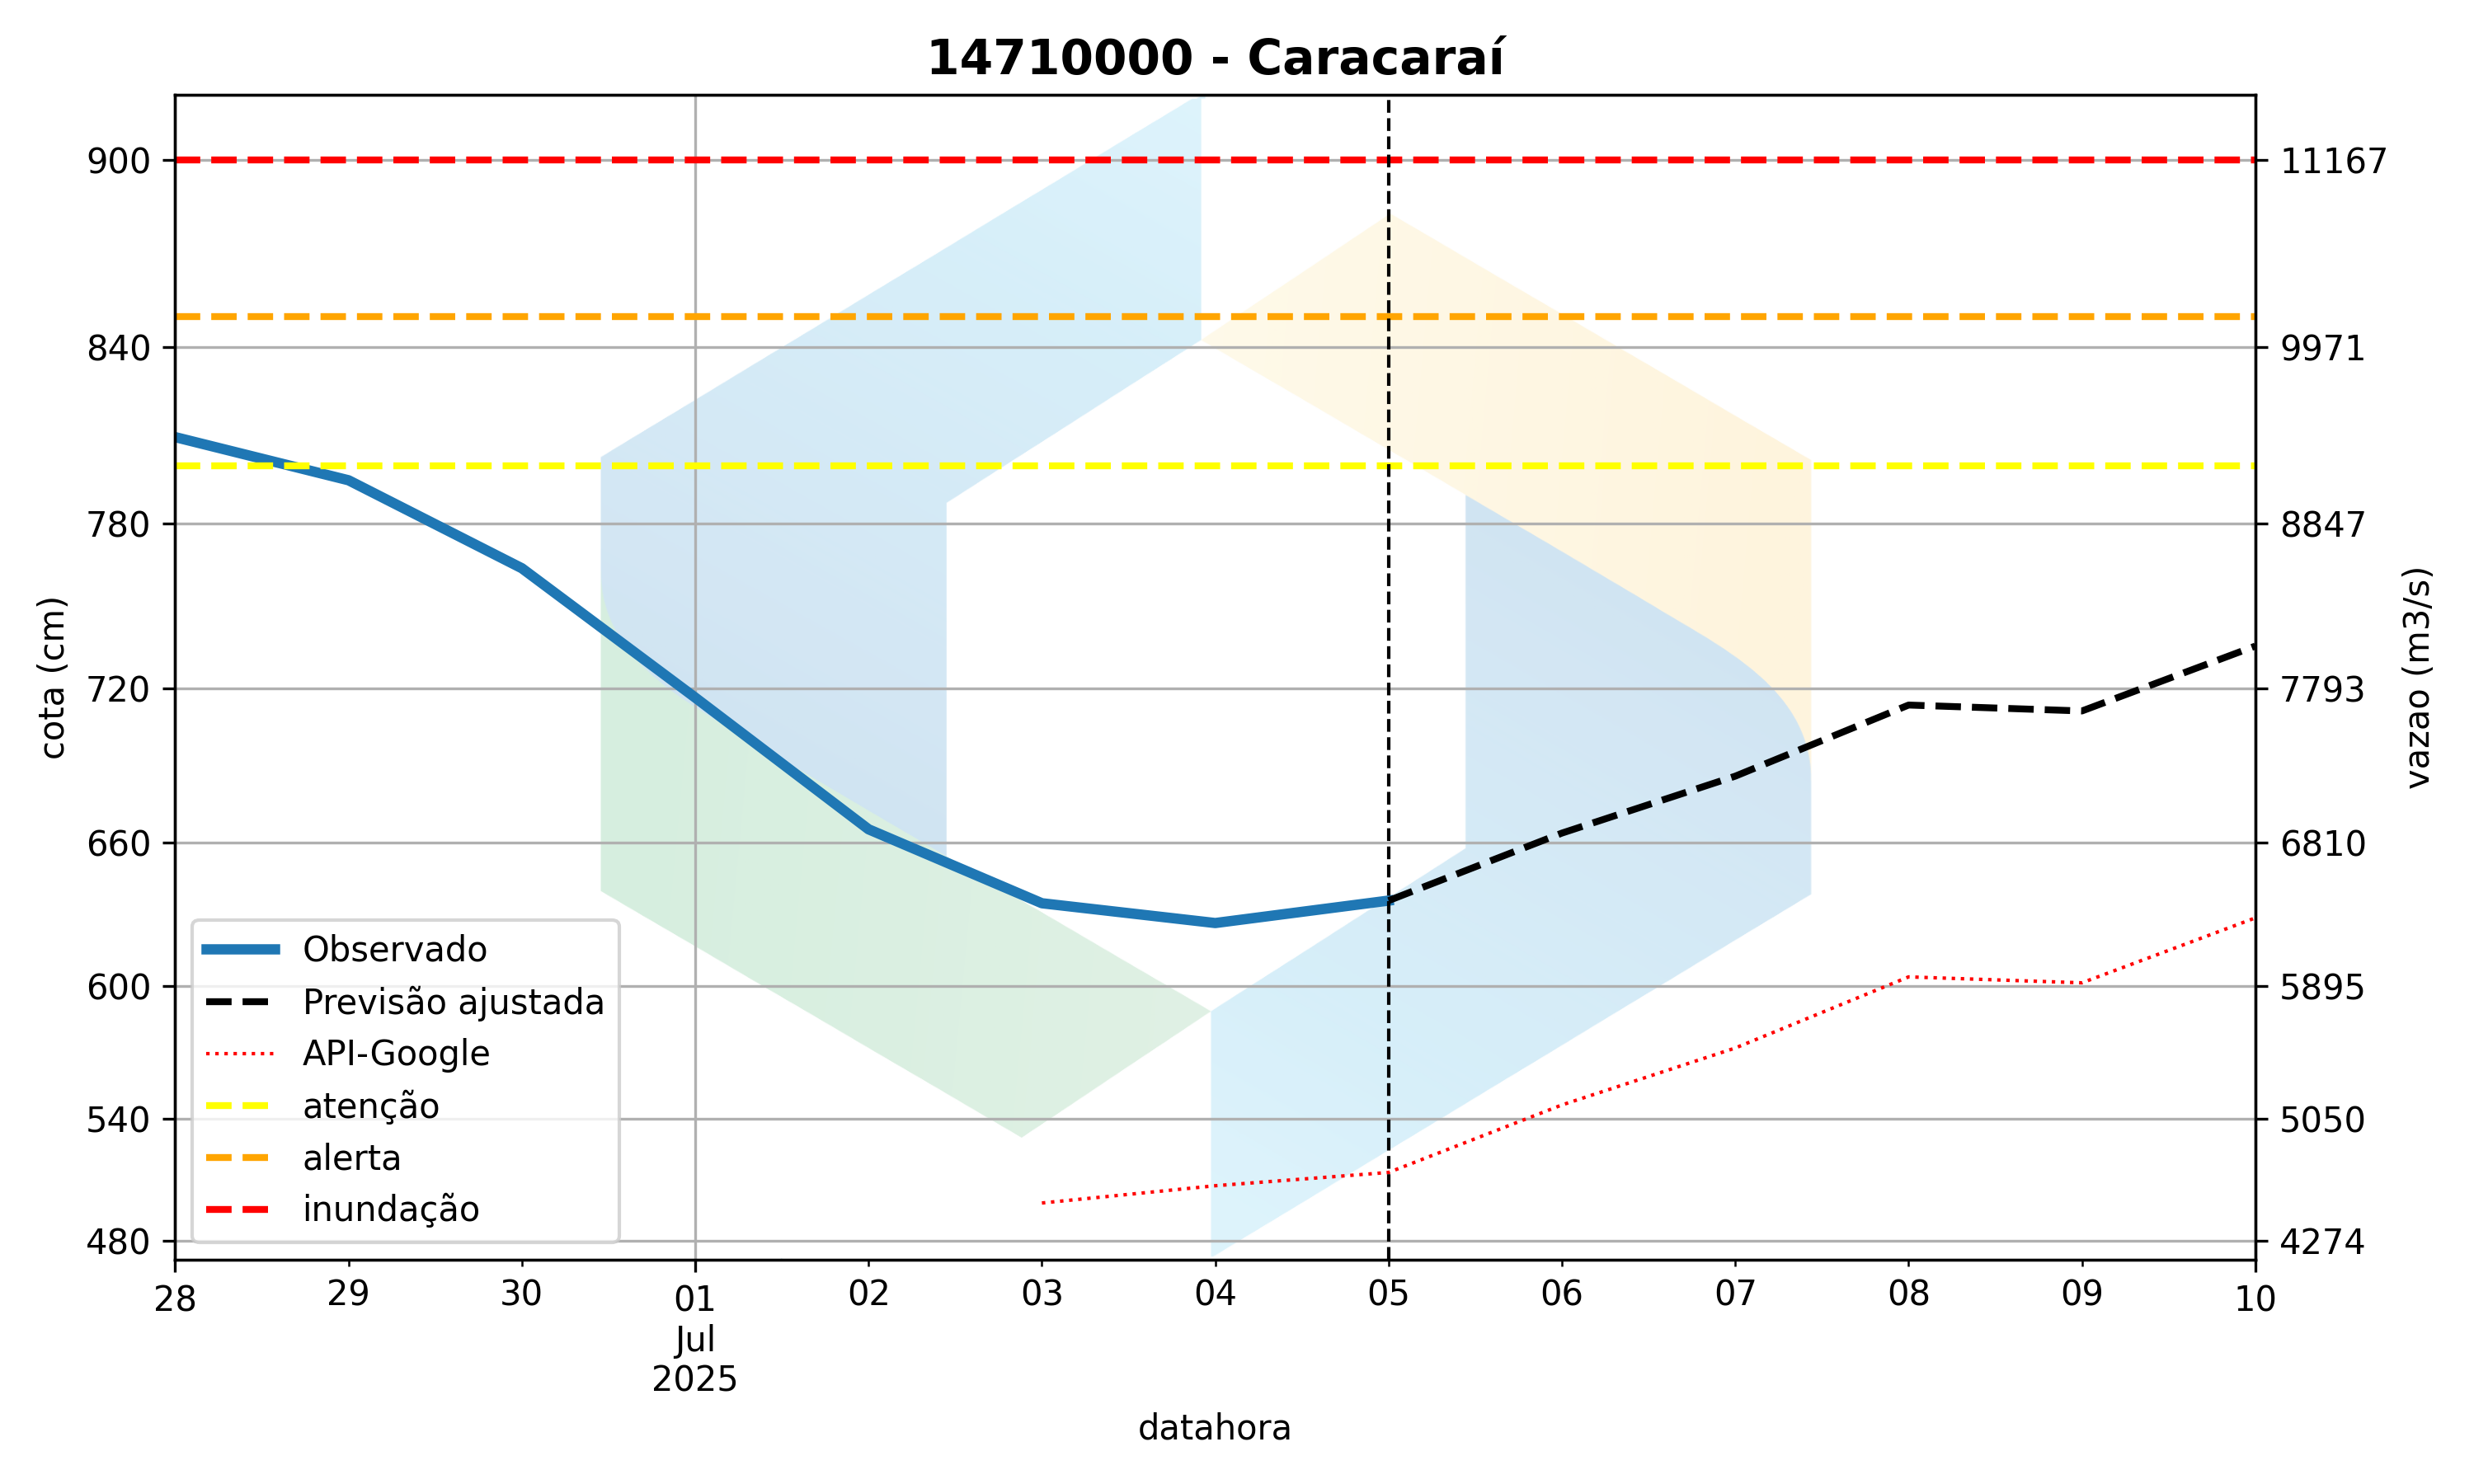 14710000 - Caracaraí
900
840
780
720
660
600
540
480
cota (cm)
11167
9971
8847
7793
6810
5895
5050
4274
vazao (m3/s)
Observado
Previsão ajustada
API-Google
atenção
alerta
inundação
28 29 30 01 02 03 04 05 06 07 08 09 10
Jul
2025
datahora